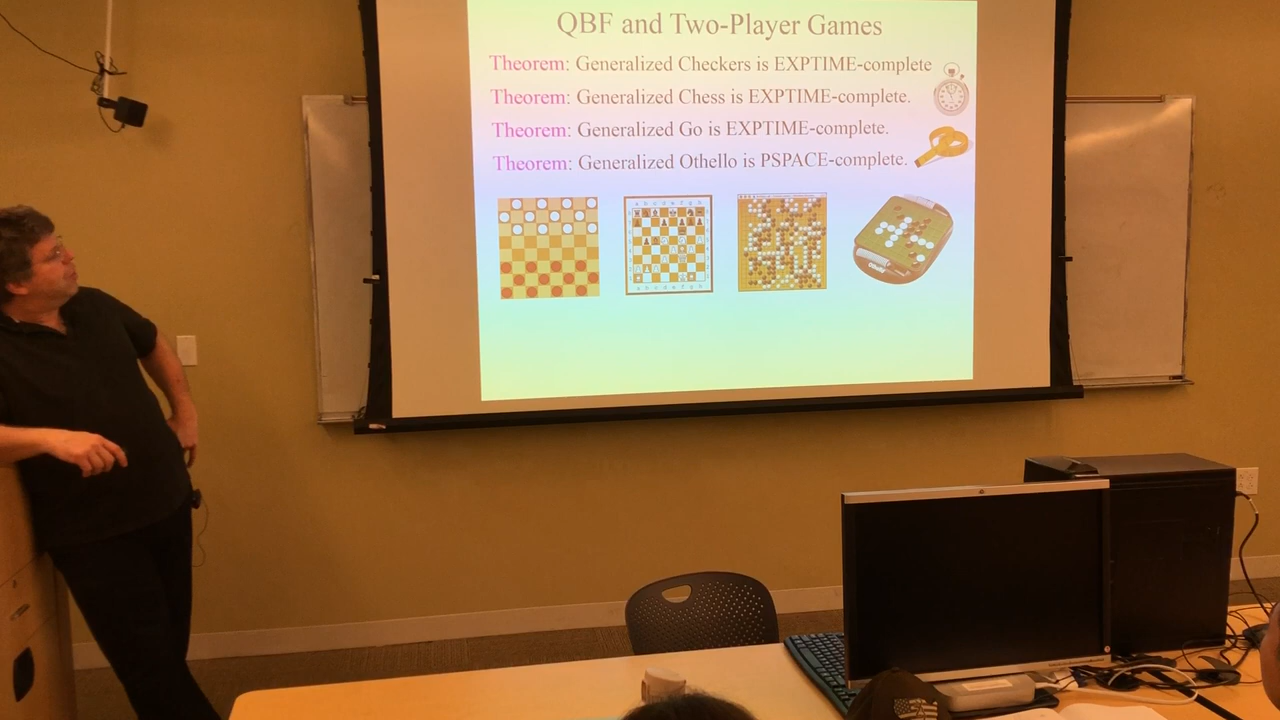 QBF and Two-Player Games
Theorem: Generalized Checkers is EXPTIME-complete
Theorem: Generalized Chess is EXPTIME-complete.
Theorem: Generalized Go is EXPTIME-complete.
Theorem: Generalized Othello is PSPACE-complete.
Othello